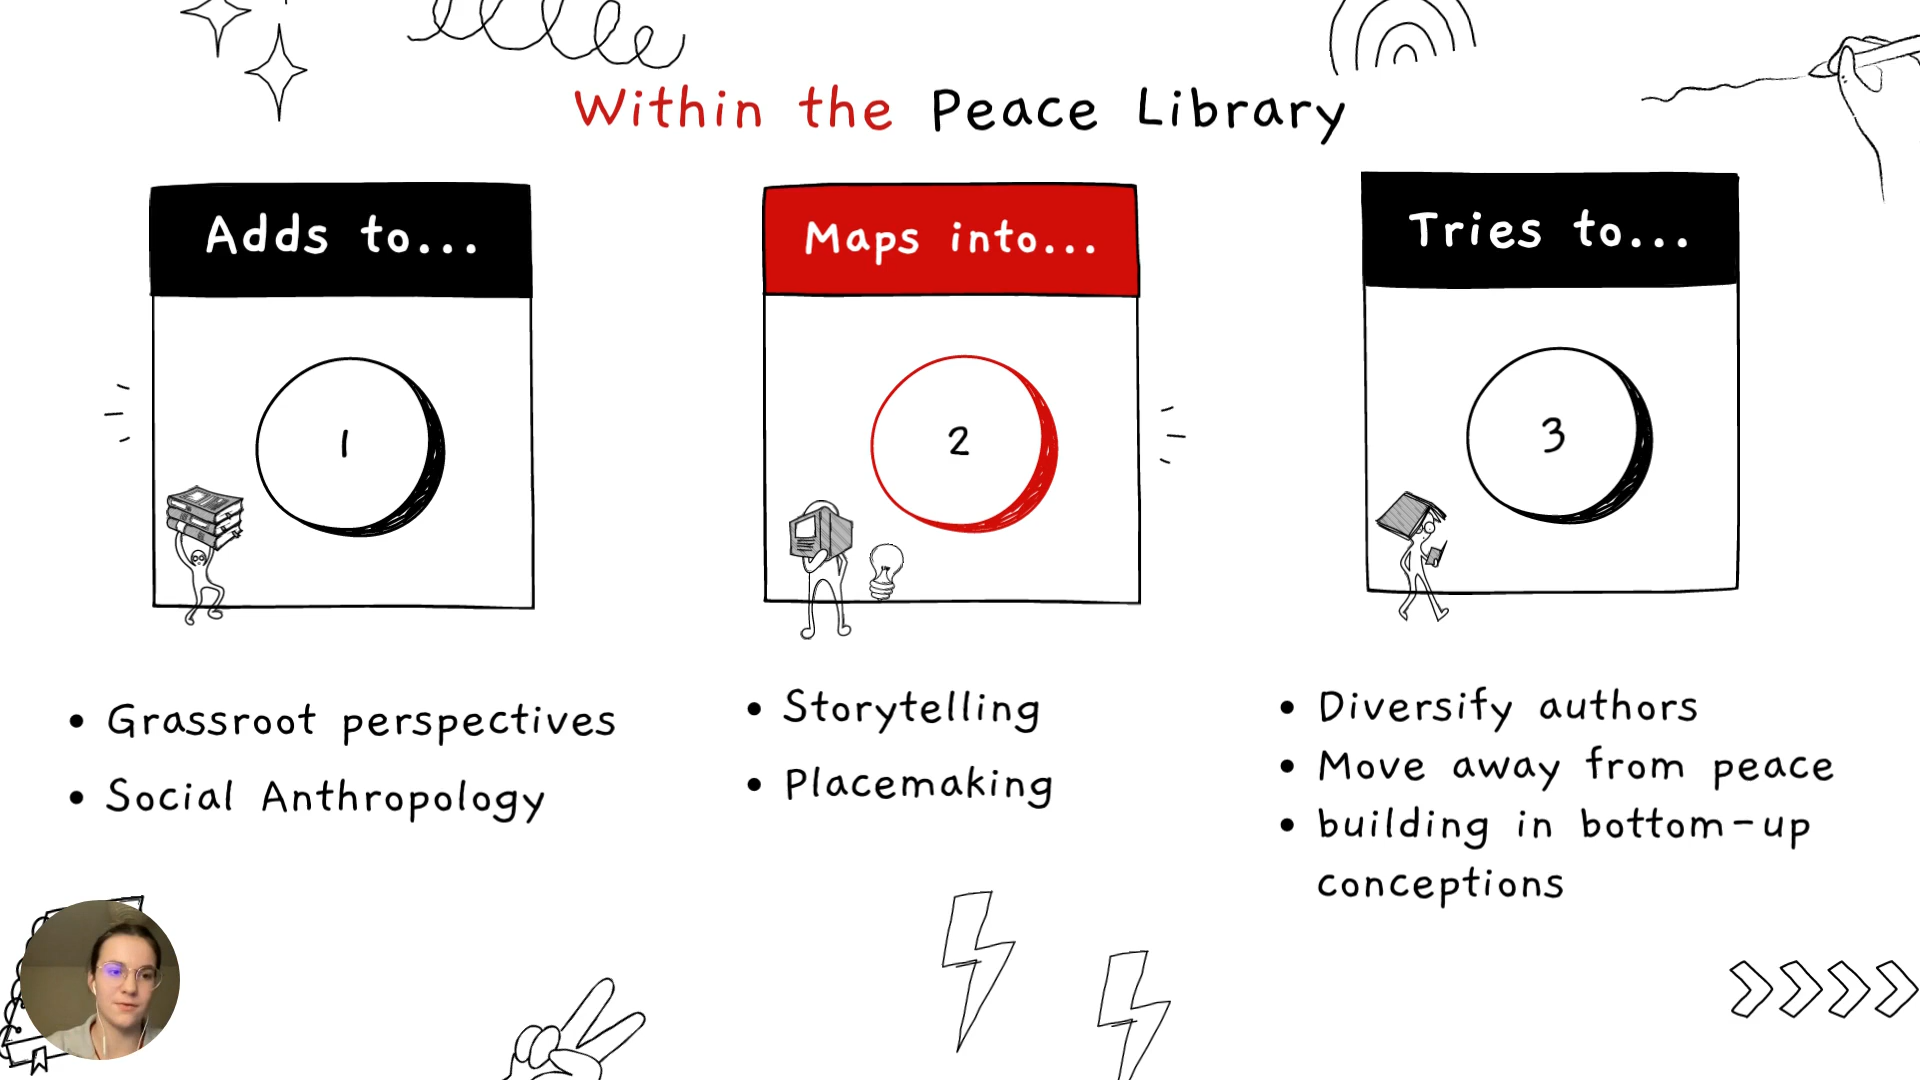 Within the Peace Library
Adds to...
1
Grassroot perspectives
Social Anthropology
Maps into...
2
Storytelling
Placemaking
Tries to...
3
Diversify authors
Move away from peace
building in bottom-up
conceptions